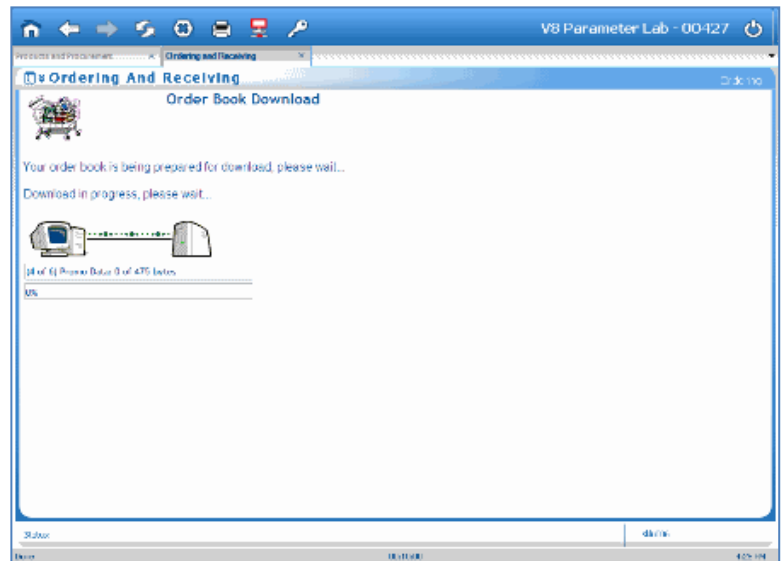 V8 Parameter Lab - 00427
Products and Procurement
Ordering and Receiving
Ordering And Receiving
Ordering
Order Book Download
Your order book is being prepared for download, please wait...
Download in progress, please wait...
(4 of 6) Promo Data: 0 of 475 bytes
0%
Status:
Done